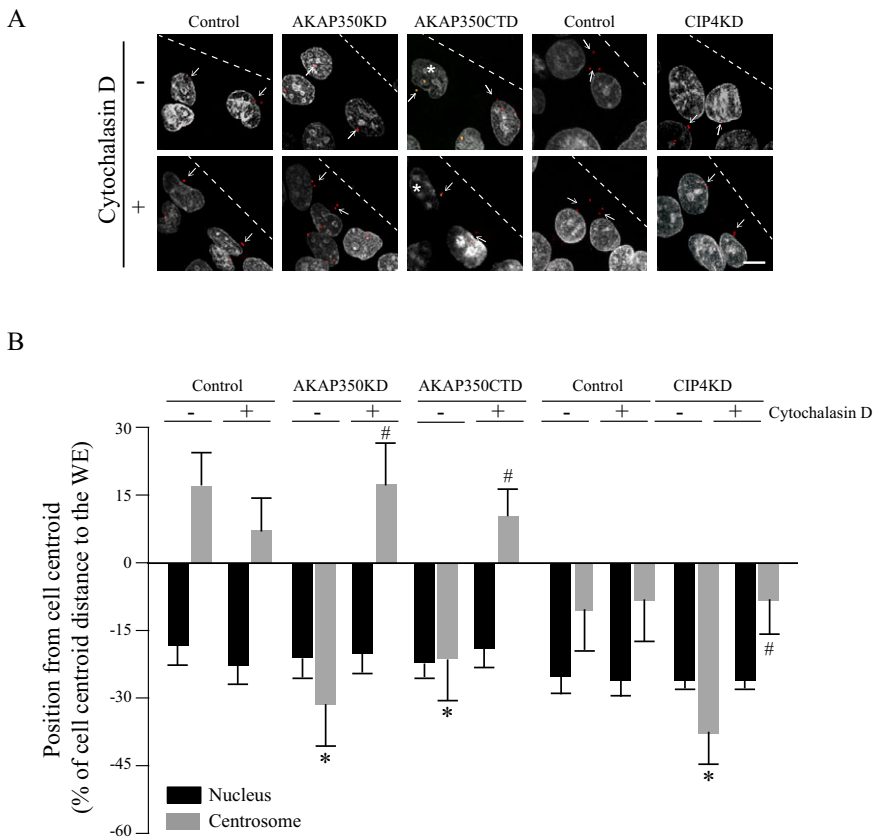 A
Control AKAP350KD AKAP350CTD Control CIP4KD
Cytochalasin D
-
*
+
*
B
Control AKAP350KD AKAP350CTD Control CIP4KD
- + - + - + - + - + Cytochalasin D
Position from cell centroid
(% of cell centroid distance to the WE)
30
15
0
-15
-30
-45
-60
# # #
* * *
Nucleus
Centrosome